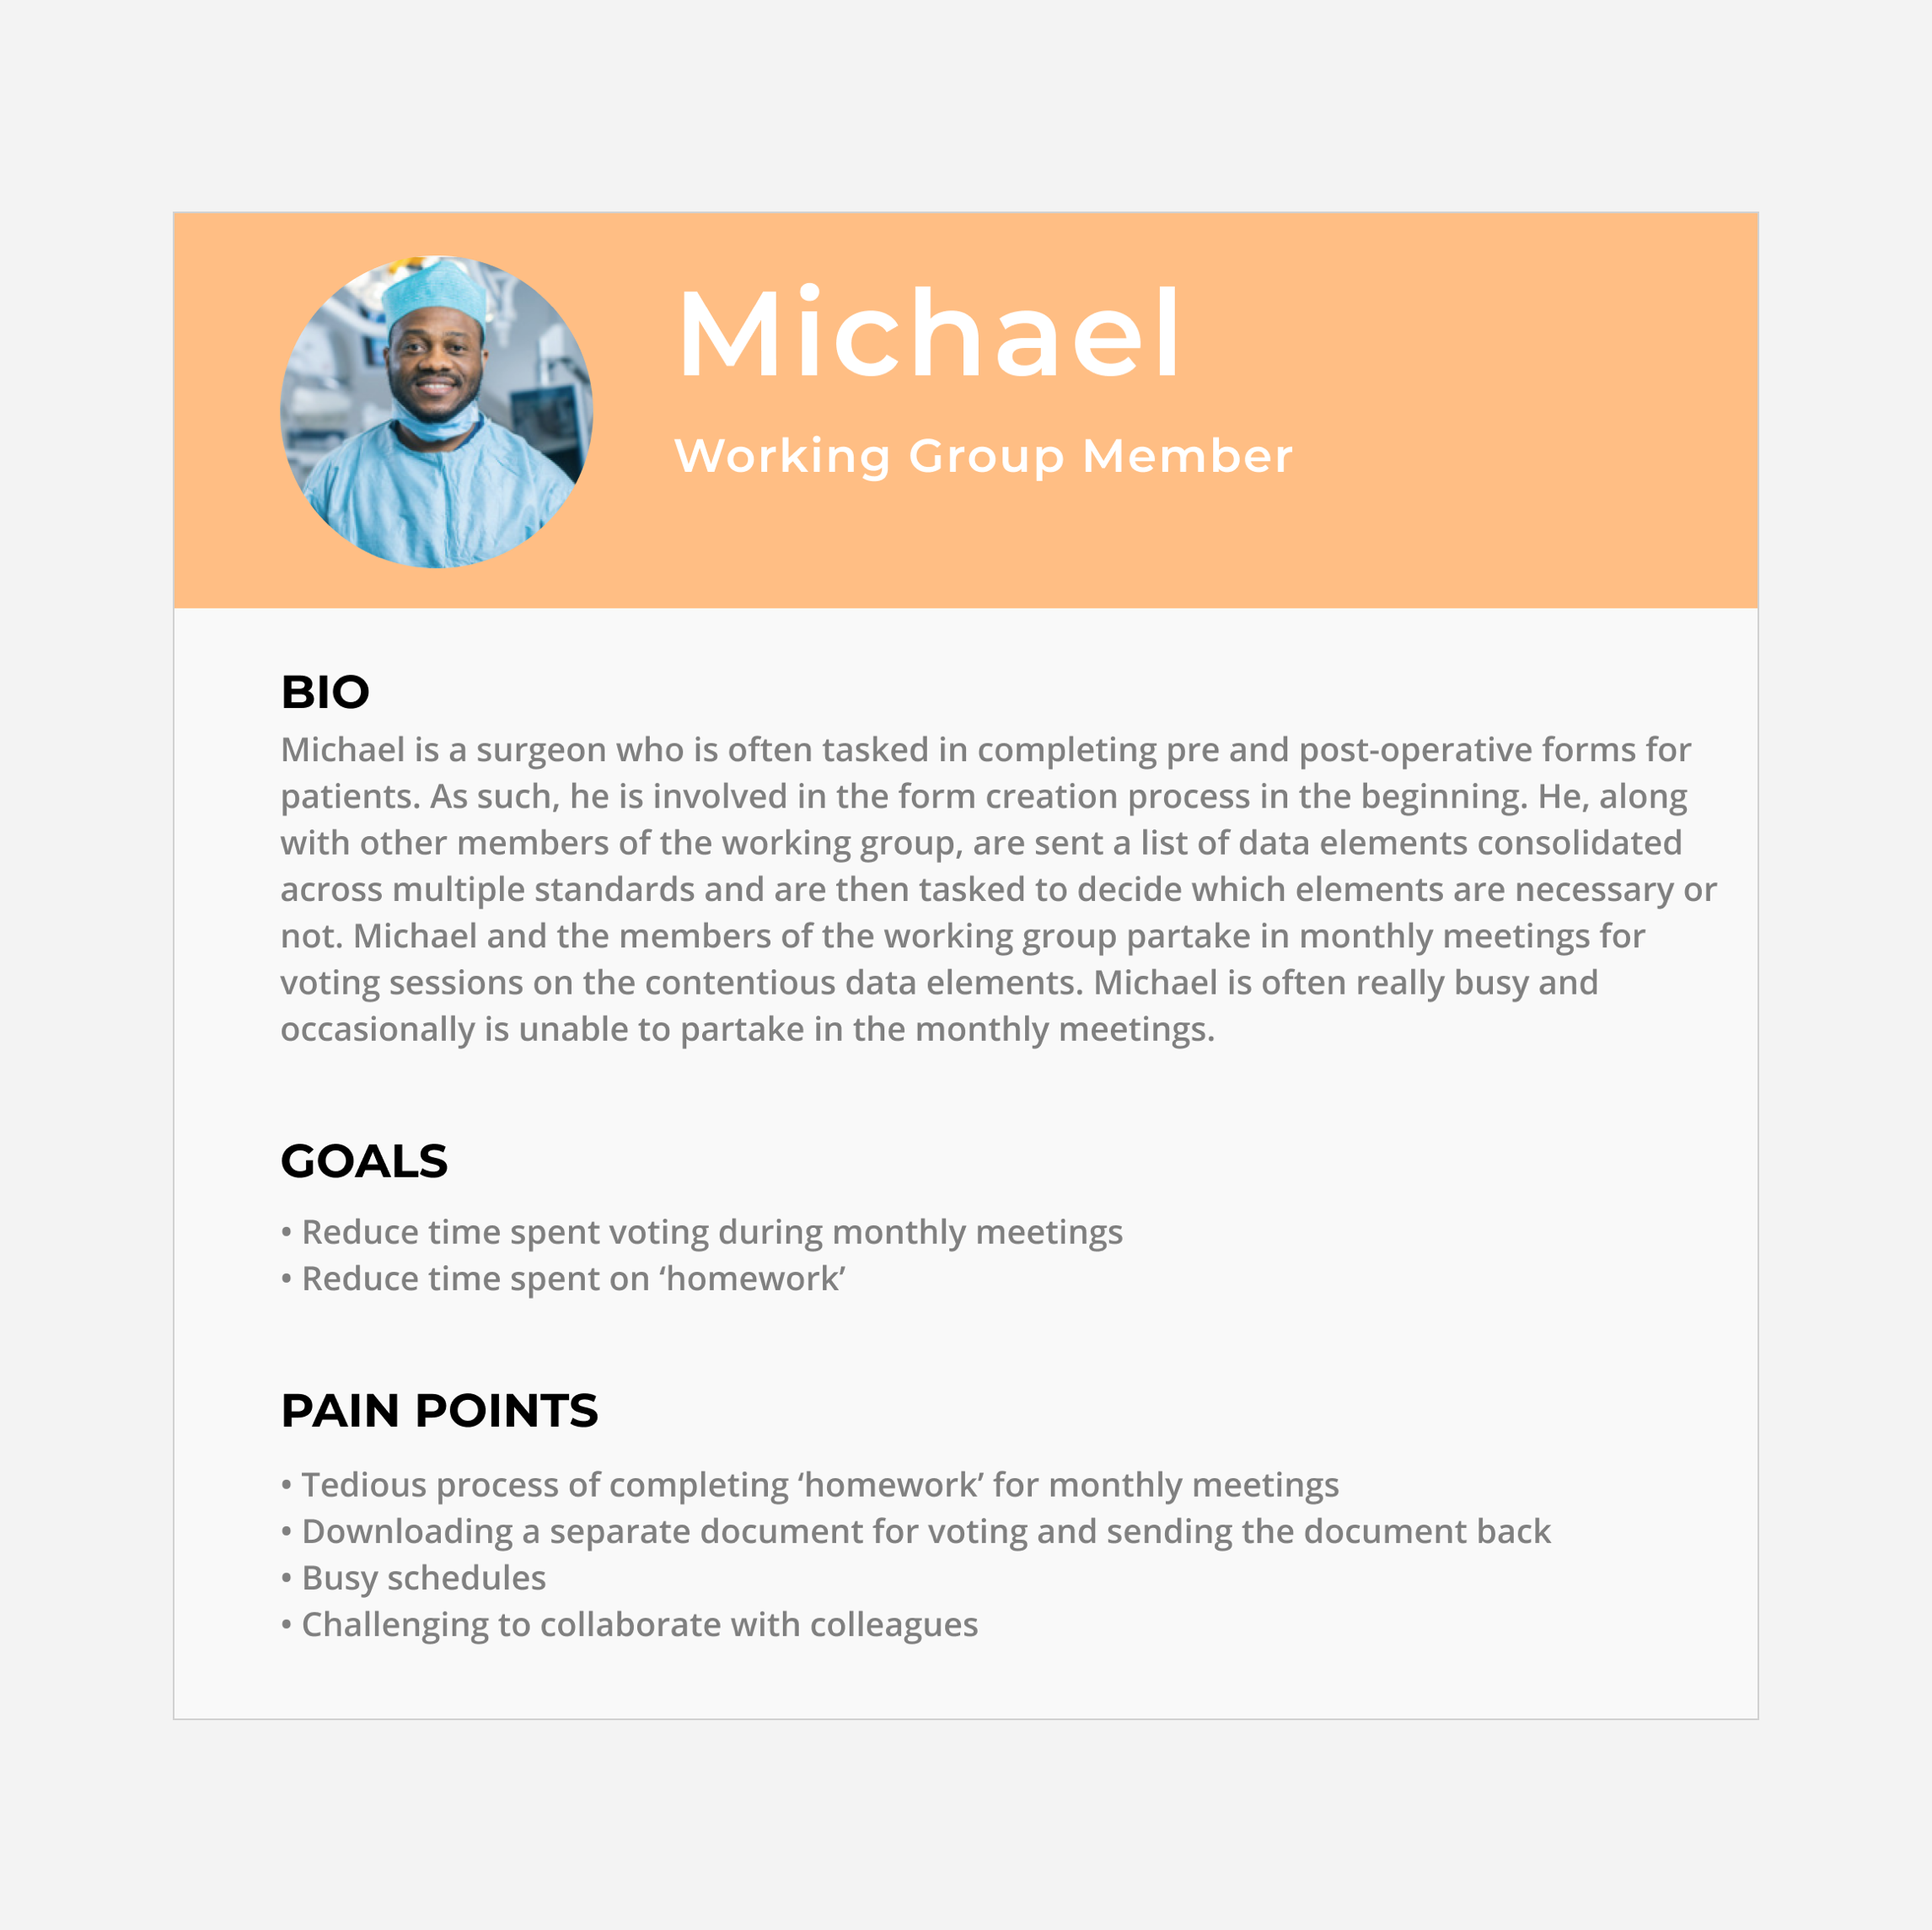 Michael
Working Group Member
BIO
Michael is a surgeon who is often tasked in completing pre and post-operative forms for
patients. As such, he is involved in the form creation process in the beginning. He, along
with other members of the working group, are sent a list of data elements consolidated
across multiple standards and are then tasked to decide which elements are necessary or
not. Michael and the members of the working group partake in monthly meetings for
voting sessions on the contentious data elements. Michael is often really busy and
occasionally is unable to partake in the monthly meetings.
GOALS
• Reduce time spent voting during monthly meetings
• Reduce time spent on ‘homework’
PAIN POINTS
• Tedious process of completing ‘homework’ for monthly meetings
• Downloading a separate document for voting and sending the document back
• Busy schedules
• Challenging to collaborate with colleagues